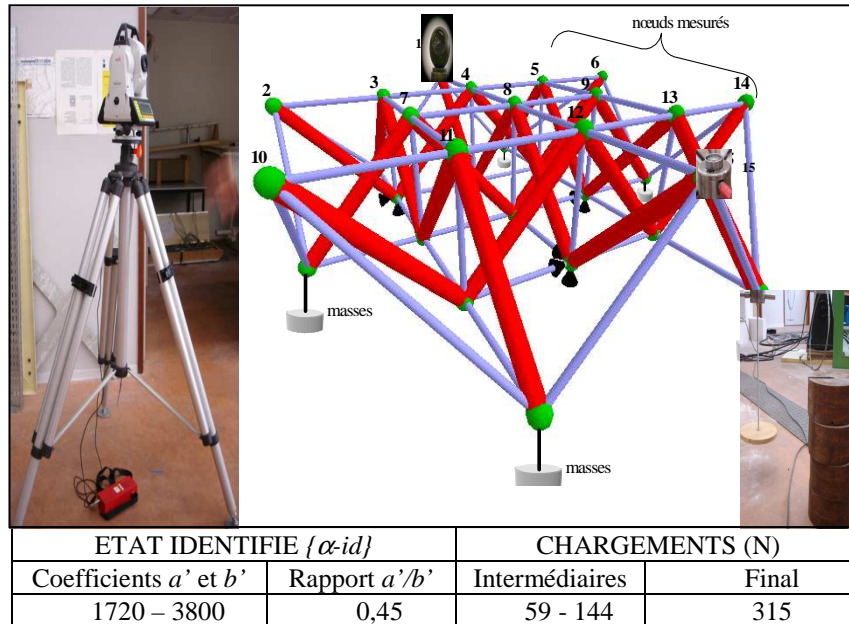 nœuds mesurés
1
2
3
4
5
6
7
8
9
10
11
12
13
14
15
masses
masses
ETAT IDENTIFIE {α-id}
CHARGEMENTS (N)
Coefficients a’ et b’
Rapport a’/b’
Intermédiaires
Final
1720 – 3800
0,45
59 - 144
315